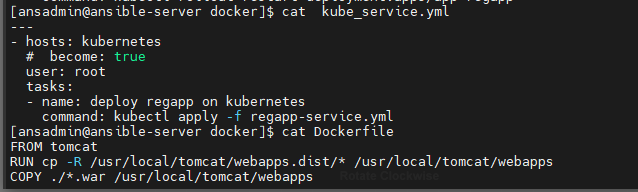 [ansadmin@ansible-server docker]$ cat  kube_service.yml
---
- hosts: kubernetes
  #  become: true
  user: root
  tasks:
  - name: deploy regapp on kubernetes
    command: kubectl apply -f regapp-service.yml
[ansadmin@ansible-server docker]$ cat Dockerfile
FROM tomcat
RUN cp -R /usr/local/tomcat/webapps.dist/* /usr/local/tomcat/webapps
COPY ./*.war /usr/local/tomcat/webapps
Rotate Clockwise